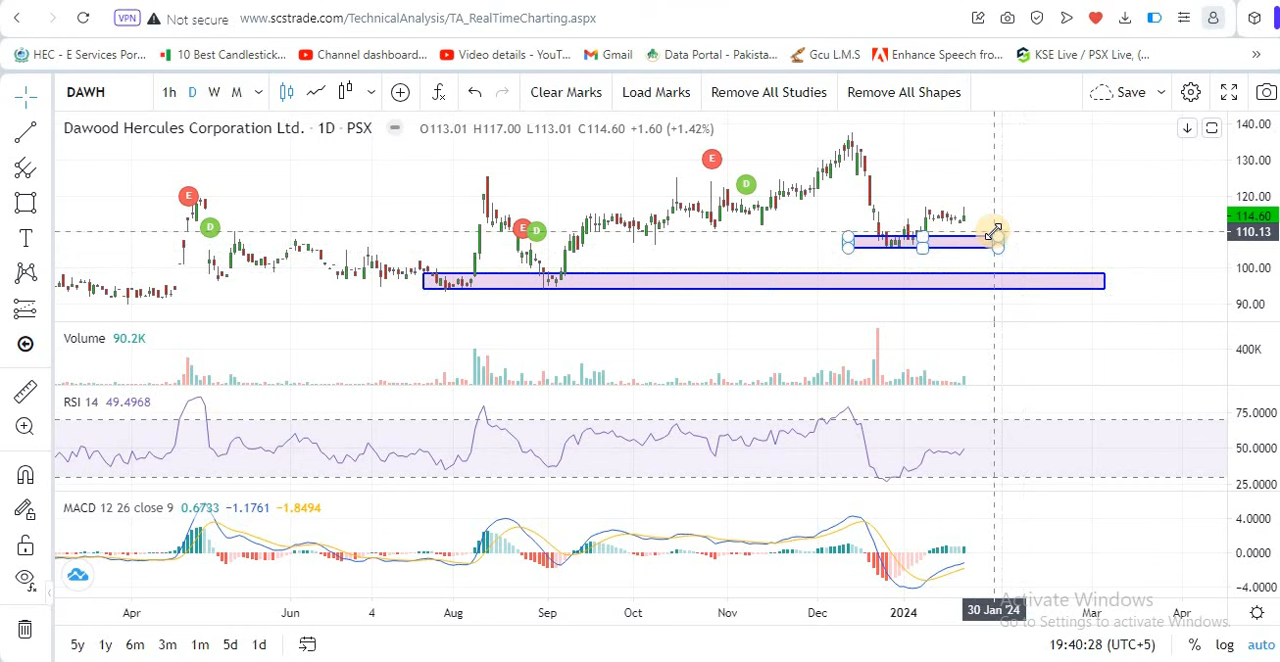 VPN Not secure www.scstrade.com/TechnicalAnalysis/TA_RealTimeCharting.aspx
HEC - E Services Por... 10 Best Candlestick... Channel dashboard... Video details - YouT... Gmail Data Portal - Pakista... Gcu L.M.S Enhance Speech fro... KSE Live / PSX Live, (... »
DAWH 1h D W M Clear Marks Load Marks Remove All Studies Remove All Shapes Save
Dawood Hercules Corporation Ltd. · 1D · PSX O113.01 H117.00 L113.01 C114.60 +1.60 (+1.42%)
140.00
130.00
120.00
114.60
110.13
100.00
90.00
E
D
E
D
E
D
Volume 90.2K
400K
RSI 14 49.4968
75.0000
50.0000
25.0000
MACD 12 26 close 9 0.6733 −1.1761 −1.8494
4.0000
0.0000
−4.0000
Apr Jun 4 Aug Sep Oct Nov Dec 2024 30 Jan '24 Mar Apr
Activate Windows
Go to Settings to activate Windows.
5y 1y 6m 3m 1m 5d 1d 19:40:28 (UTC+5) % log auto